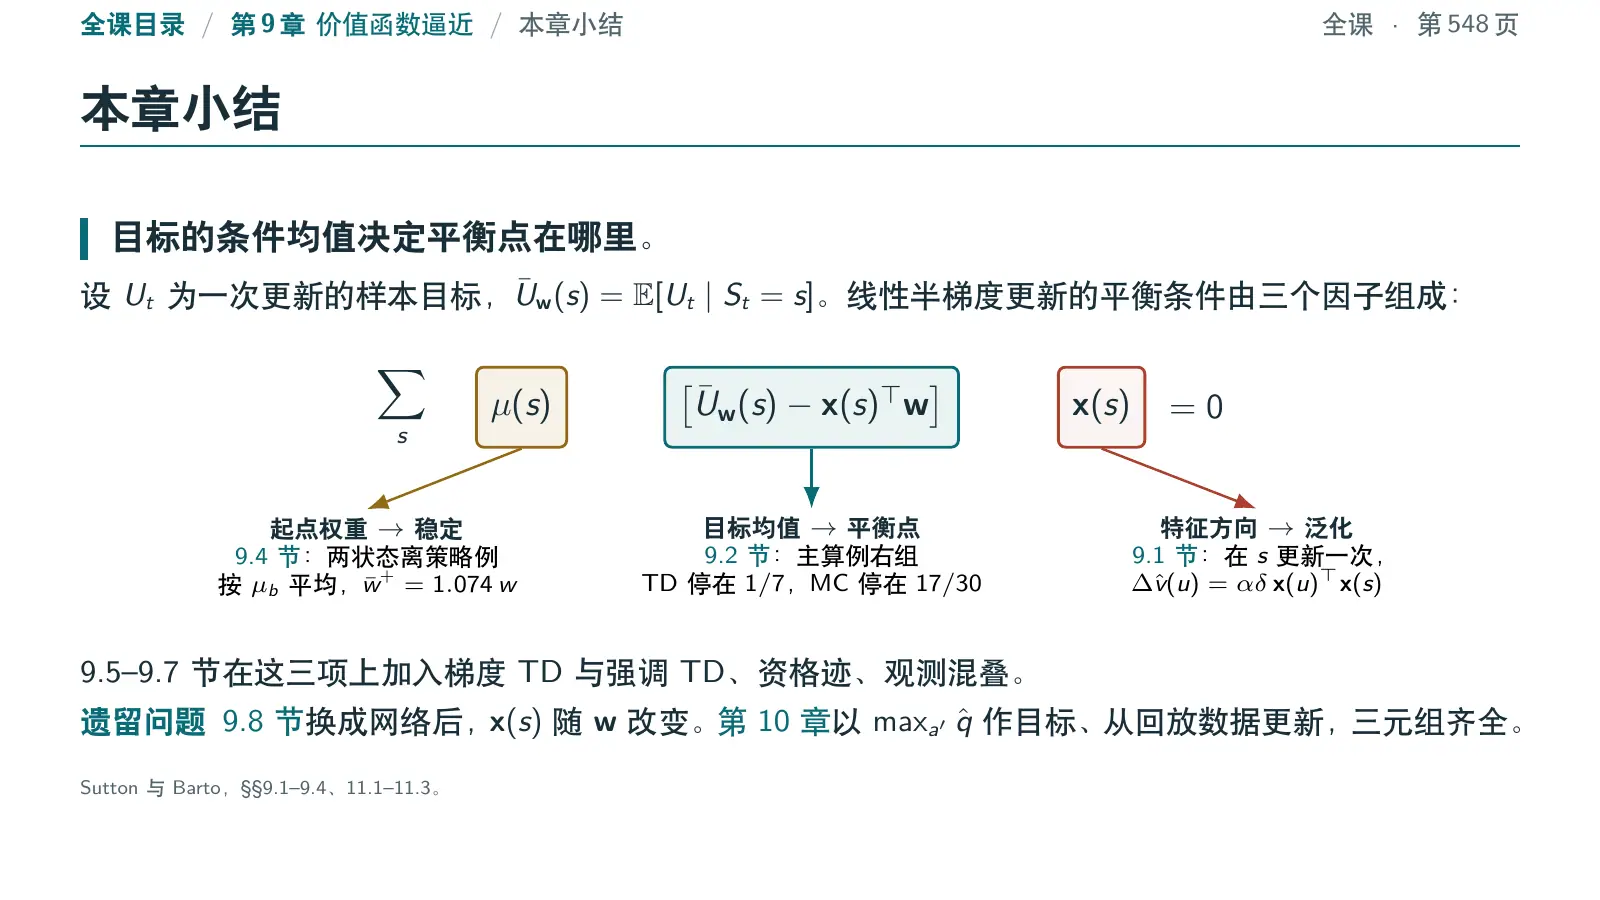 全课目录 / 第 9 章 价值函数逼近 / 本章小结
全课 · 第 548 页
本章小结
目标的条件均值决定平衡点在哪里。
设 Uₜ 为一次更新的样本目标，Ū_w(s) = 𝔼[Uₜ | Sₜ = s]。线性半梯度更新的平衡条件由三个因子组成：
∑_s μ(s) [Ū_w(s) − x(s)^⊤w] x(s) = 0
起点权重 → 稳定
9.4 节：两状态离策略例
按 μ_b 平均，w̄⁺ = 1.074 w
目标均值 → 平衡点
9.2 节：主算例右组
TD 停在 1/7，MC 停在 17/30
特征方向 → 泛化
9.1 节：在 s 更新一次，
Δv̂(u) = αδ x(u)^⊤x(s)
9.5–9.7 节在这三项上加入梯度 TD 与强调 TD、资格迹、观测混叠。
遗留问题 9.8 节换成网络后，x(s) 随 w 改变。第 10 章以 max_{a′} q̂ 作目标、从回放数据更新，三元组齐全。
Sutton 与 Barto，§§9.1–9.4、11.1–11.3。